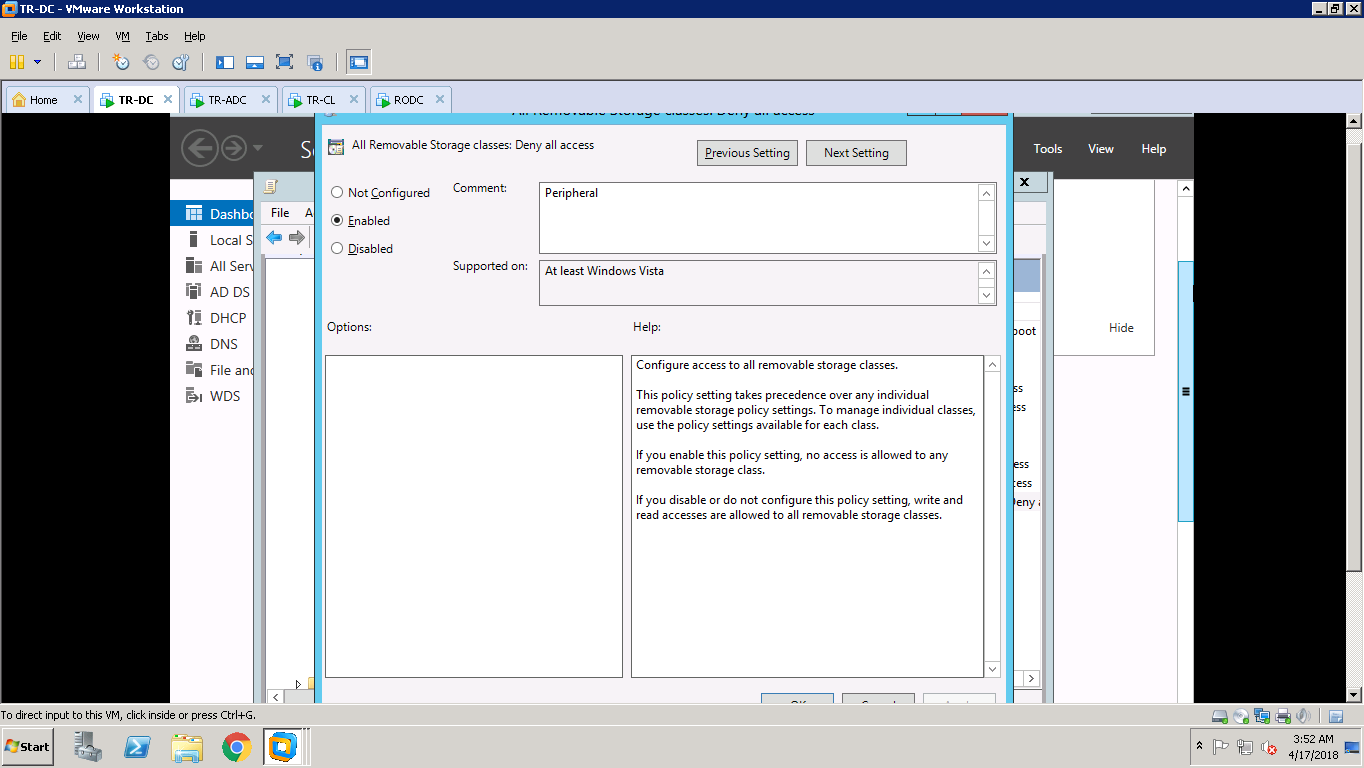 TR-DC - VMware Workstation
File Edit View VM Tabs Help
Home TR-DC TR-ADC TR-CL RODC
All Removable Storage classes: Deny all access
Tools View Help
All Removable Storage classes: Deny all access
Previous Setting Next Setting
Not Configured
Comment:
Peripheral
Enabled
Disabled
Supported on:
At least Windows Vista
Options:
Help:
Configure access to all removable storage classes.
This policy setting takes precedence over any individual
removable storage policy settings. To manage individual classes,
use the policy settings available for each class.
If you enable this policy setting, no access is allowed to any
removable storage class.
If you disable or do not configure this policy setting, write and
read accesses are allowed to all removable storage classes.
File
Dashbo
Local S
All Serv
AD DS
DHCP
DNS
File and
WDS
Hide
To direct input to this VM, click inside or press Ctrl+G.
Start
3:52 AM
4/17/2018